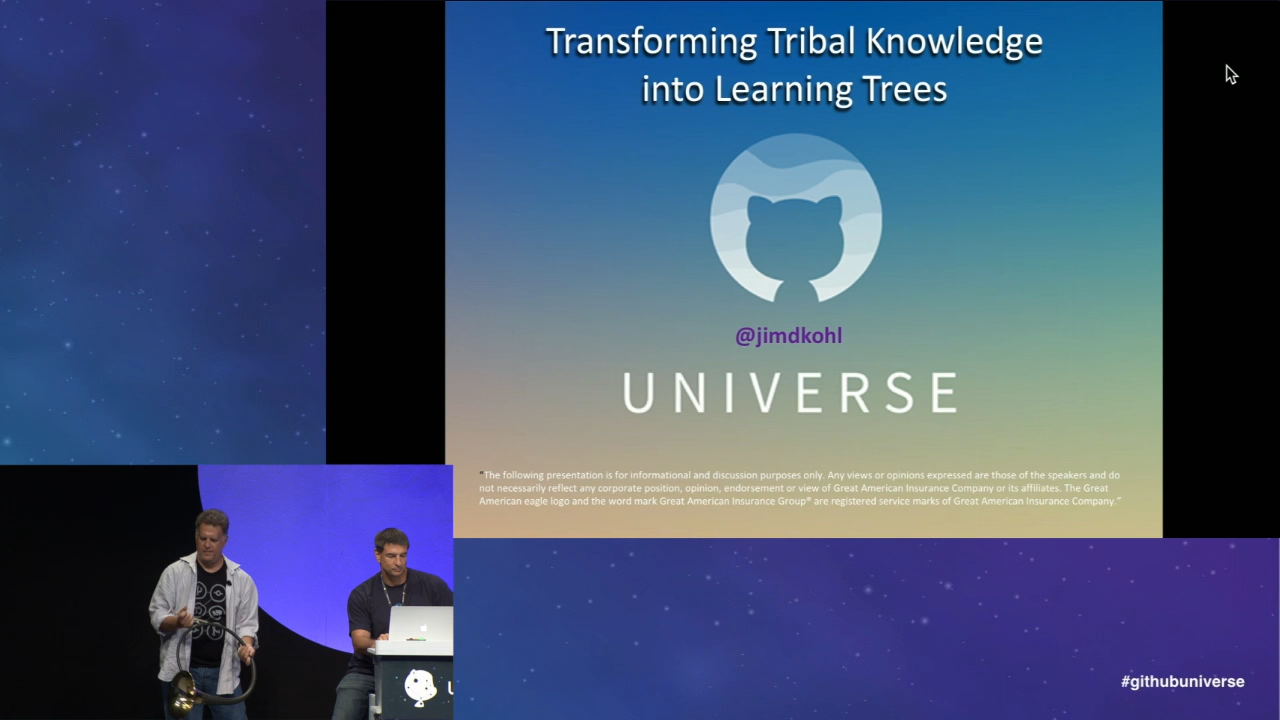 Transforming Tribal Knowledge
into Learning Trees
@jimdkohl
UNIVERSE
"The following presentation is for informational and discussion purposes only. Any views or opinions expressed are those of the speakers and do
not necessarily reflect any corporate position, opinion, endorsement or view of Great American Insurance Company or its affiliates. The Great
American eagle logo and the word mark Great American Insurance Group® are registered service marks of Great American Insurance Company."
U
#githubuniverse